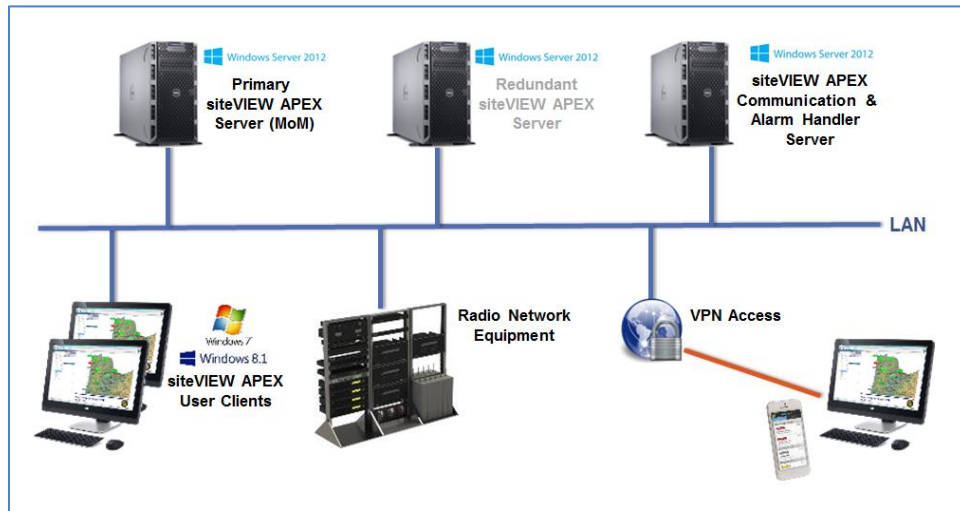 Windows Server 2012
Primary
siteVIEW APEX
Server (MoM)
Windows Server 2012
Redundant
siteVIEW APEX
Server
Windows Server 2012
siteVIEW APEX
Communication &
Alarm Handler
Server
LAN
Windows 7
Windows 8.1
siteVIEW APEX
User Clients
Radio Network
Equipment
VPN Access